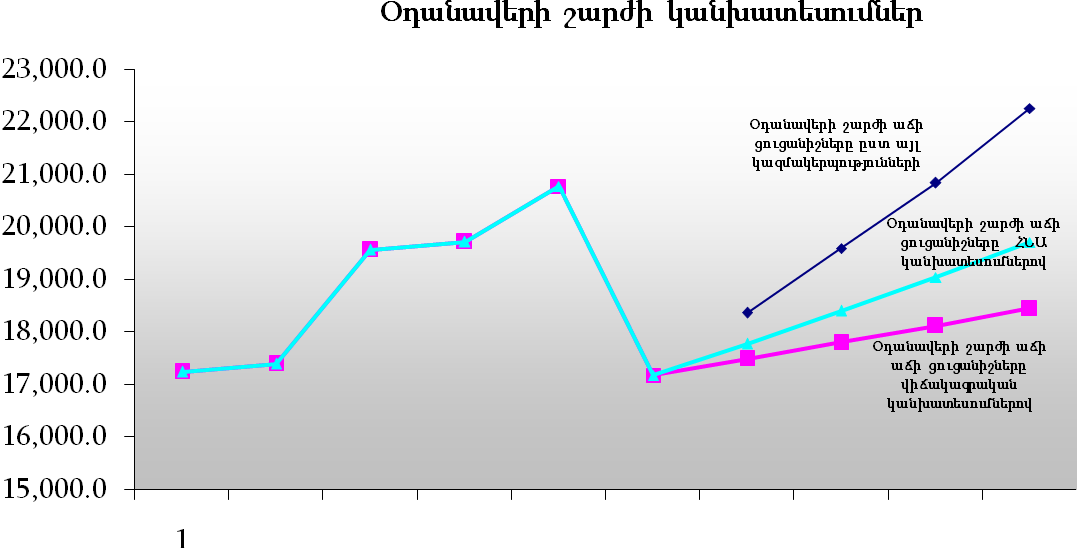 Օդանավերի շարժի կանխատեսումներ
23,000.0
22,000.0
21,000.0
20,000.0
19,000.0
18,000.0
17,000.0
16,000.0
15,000.0
Օդանավերի շարժի աճի
ցուցանիշները ըստ այլ
կազմակերպությունների
Օդանավերի շարժի աճի
ցուցանիշները ՀՆԱ
կանխատեսումներով
Օդանավերի շարժի աճի
աճի ցուցանիշները
վիճակագրական
կանխատեսումներով
1